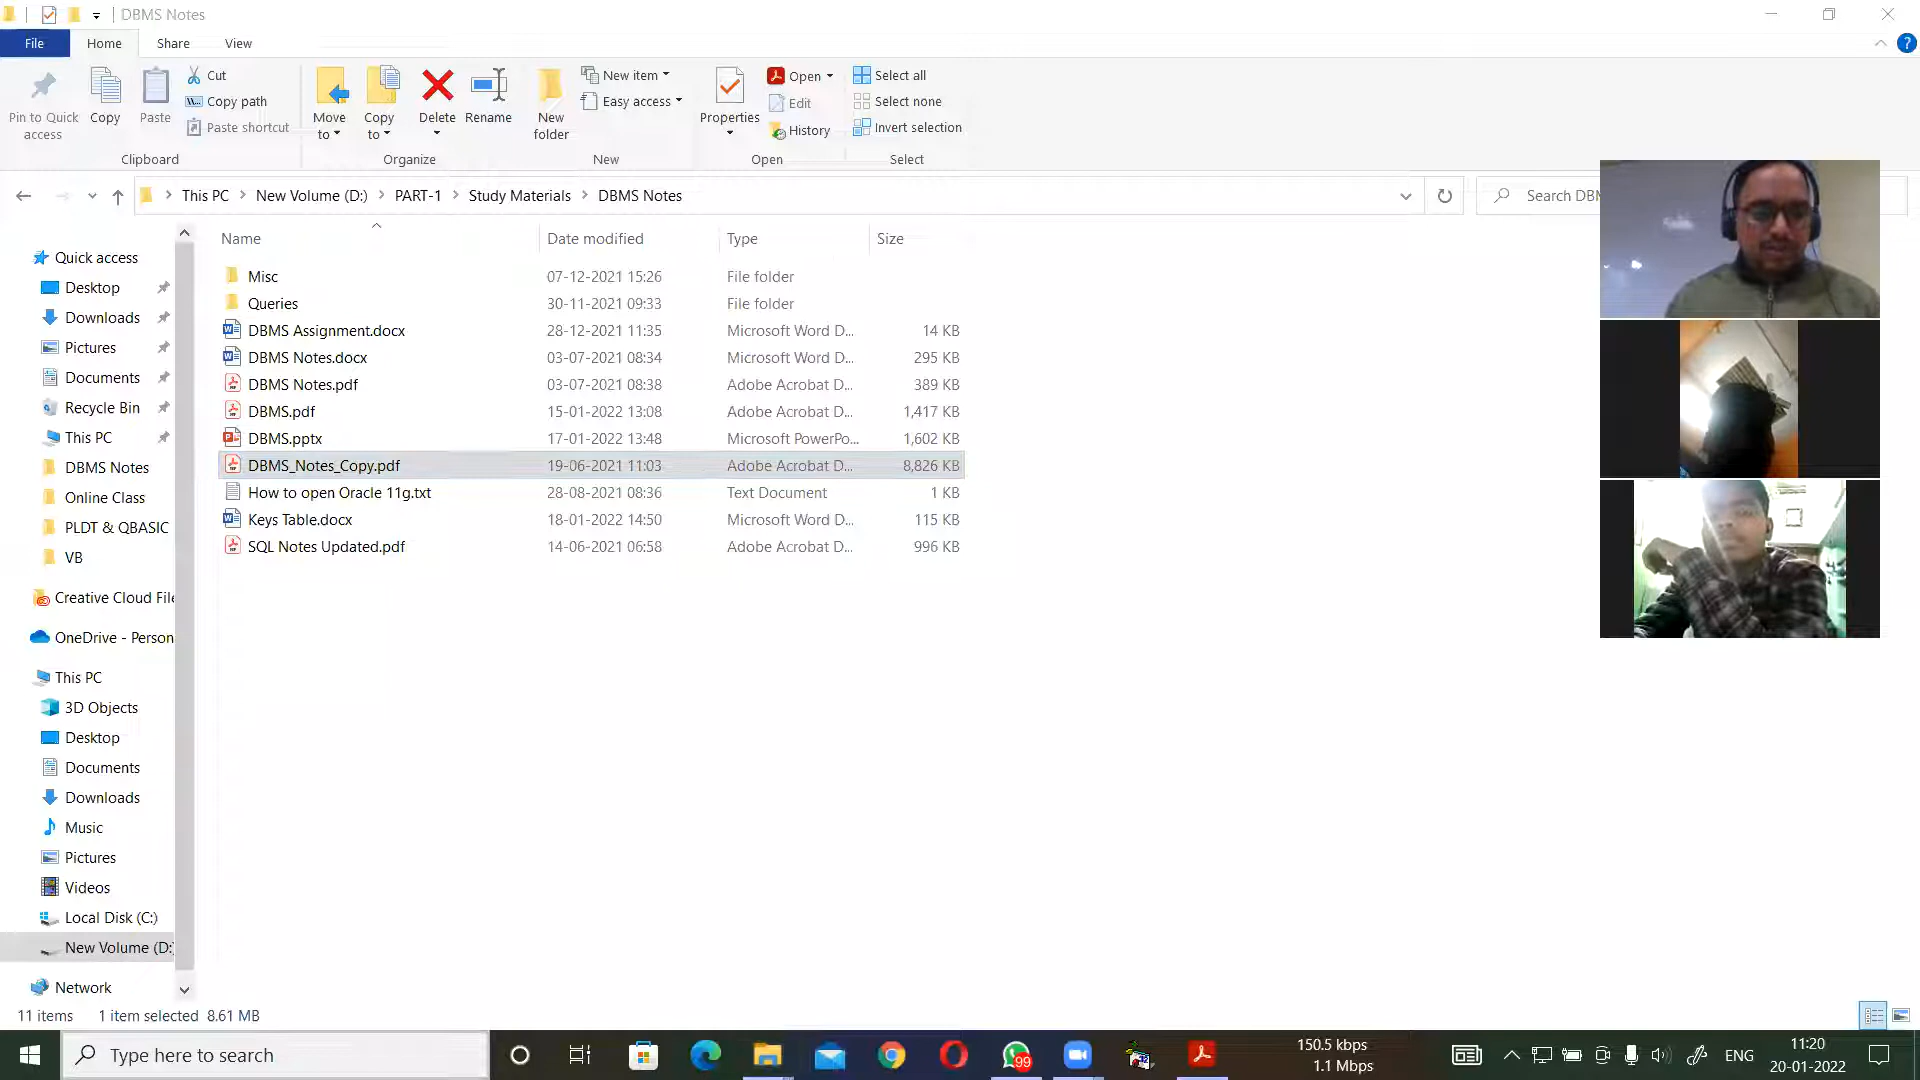 DBMS Notes
File Home Share View
Pin to Quick access
Copy
Paste
Cut
Copy path
Paste shortcut
Clipboard
Move to
Copy to
Delete
Rename
Organize
New folder
New item
Easy access
New
Properties
Open
Edit
History
Open
Select all
Select none
Invert selection
Select
This PC > New Volume (D:) > PART-1 > Study Materials > DBMS Notes
Search DB
Name Date modified Type Size
Misc 07-12-2021 15:26 File folder
Queries 30-11-2021 09:33 File folder
DBMS Assignment.docx 28-12-2021 11:35 Microsoft Word D... 14 KB
DBMS Notes.docx 03-07-2021 08:34 Microsoft Word D... 295 KB
DBMS Notes.pdf 03-07-2021 08:38 Adobe Acrobat D... 389 KB
DBMS.pdf 15-01-2022 13:08 Adobe Acrobat D... 1,417 KB
DBMS.pptx 17-01-2022 13:48 Microsoft PowerPo... 1,602 KB
DBMS_Notes_Copy.pdf 19-06-2021 11:03 Adobe Acrobat D... 8,826 KB
How to open Oracle 11g.txt 28-08-2021 08:36 Text Document 1 KB
Keys Table.docx 18-01-2022 14:50 Microsoft Word D... 115 KB
SQL Notes Updated.pdf 14-06-2021 06:58 Adobe Acrobat D... 996 KB
Quick access
Desktop
Downloads
Pictures
Documents
Recycle Bin
This PC
DBMS Notes
Online Class
PLDT & QBASIC
VB
Creative Cloud File
OneDrive - Person
This PC
3D Objects
Desktop
Documents
Downloads
Music
Pictures
Videos
Local Disk (C:)
New Volume (D:)
Network
11 items 1 item selected 8.61 MB
Type here to search
99
150.5 kbps
1.1 Mbps
ENG
11:20
20-01-2022